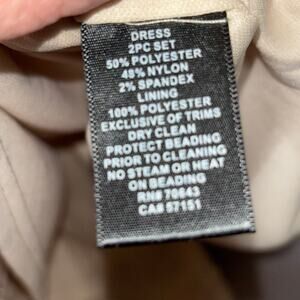 DRESS
2PC SET
50% POLYESTER
48% NYLON
2% SPANDEX
LINING
100% POLYESTER
EXCLUSIVE OF TRIMS
DRY CLEAN
PROTECT BEADING
PRIOR TO CLEANING
NO STEAM OR HEAT
ON BEADING
RN# 79643
CA# 57151